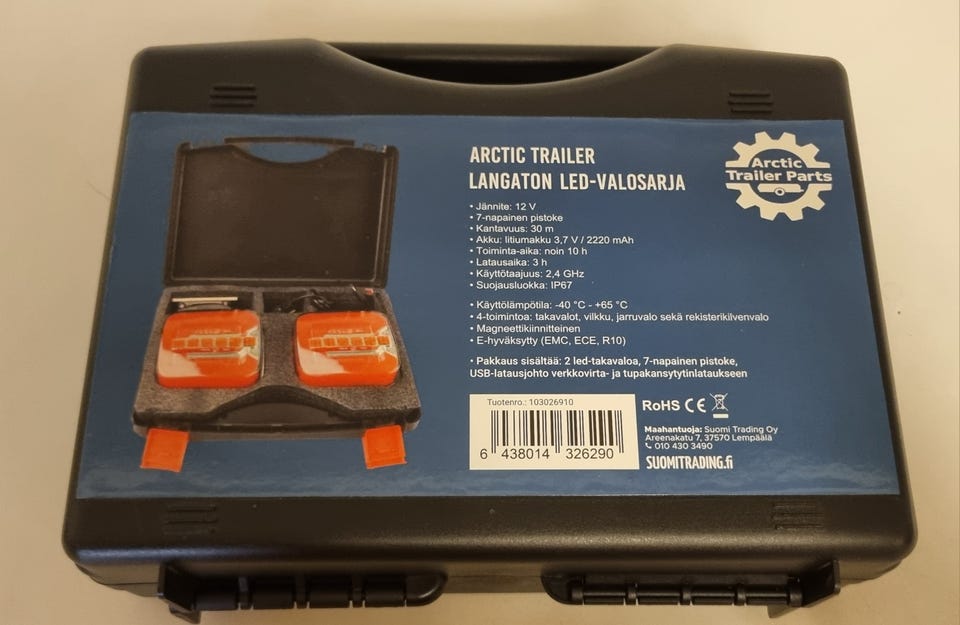 ARCTIC TRAILER
LANGATON LED-VALOSARJA
Arctic
Trailer Parts
• Jännite: 12 V
• 7-napainen pistoke
• Kantavuus: 30 m
• Akku: litiumakku 3,7 V / 2220 mAh
• Toiminta-aika: noin 10 h
• Latausaika: 3 h
• Käyttötaajuus: 2,4 GHz
• Suojausluokka: IP67
• Käyttölämpötila: -40 °C - +65 °C
• 4-toimintoa: takavalot, vilkku, jarruvalo sekä rekisterikilvenvalo
• Magneettikiinnitteinen
• E-hyväksytty (EMC, ECE, R10)
• Pakkaus sisältää: 2 led-takavaloa, 7-napainen pistoke,
USB-latausjohto verkkovirta- ja tupakansytytinlataukseen
Tuotenro.: 103026910
6 438014 326290
RoHS CE
Maahantuoja: Suomi Trading Oy
Areenakatu 7, 37570 Lempäälä
010 430 3490
SUOMITRADING.fi